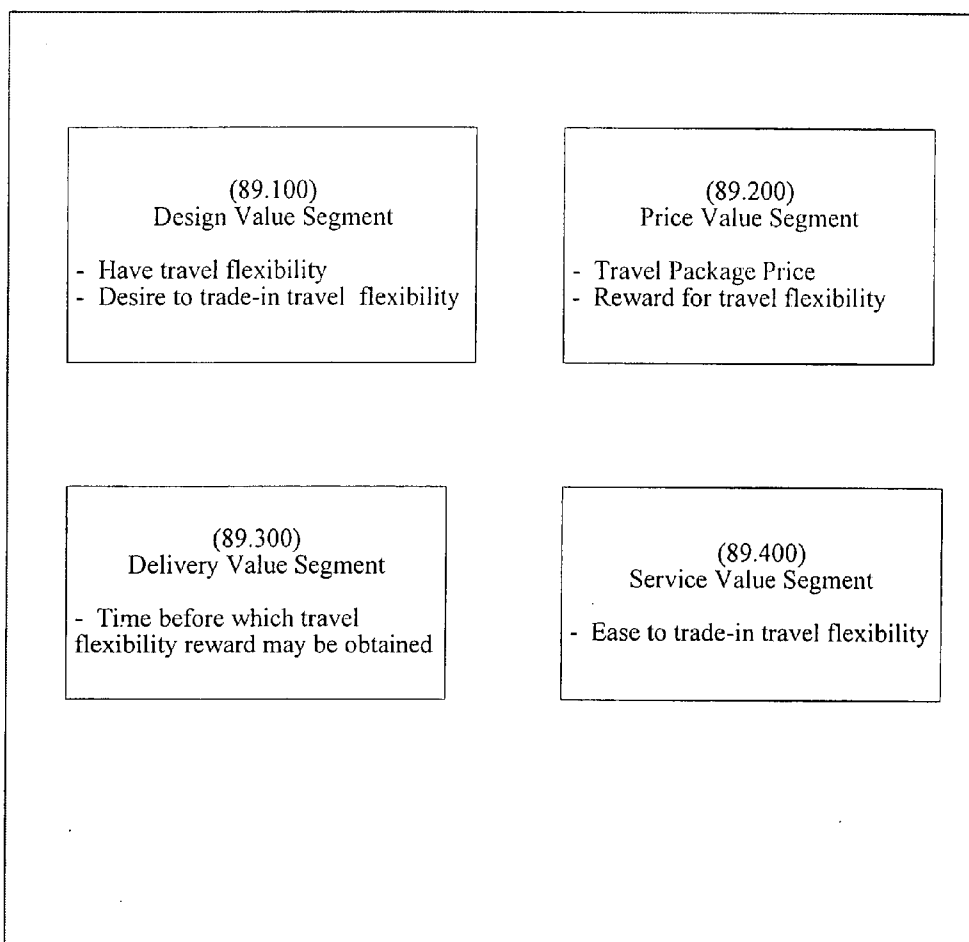 (89.100)
Design Value Segment
- Have travel flexibility
- Desire to trade-in travel flexibility
(89.200)
Price Value Segment
- Travel Package Price
- Reward for travel flexibility
(89.300)
Delivery Value Segment
- Time before which travel
flexibility reward may be obtained
(89.400)
Service Value Segment
- Ease to trade-in travel flexibility